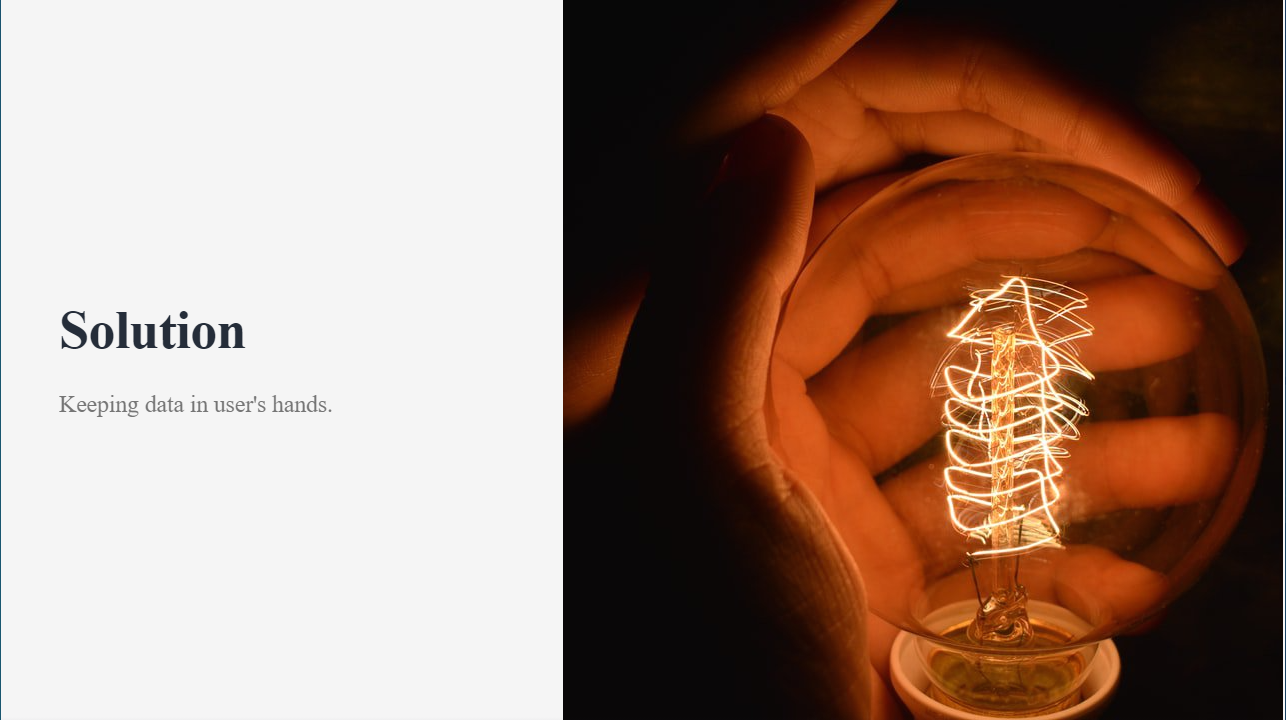 Solution
Keeping data in user's hands.